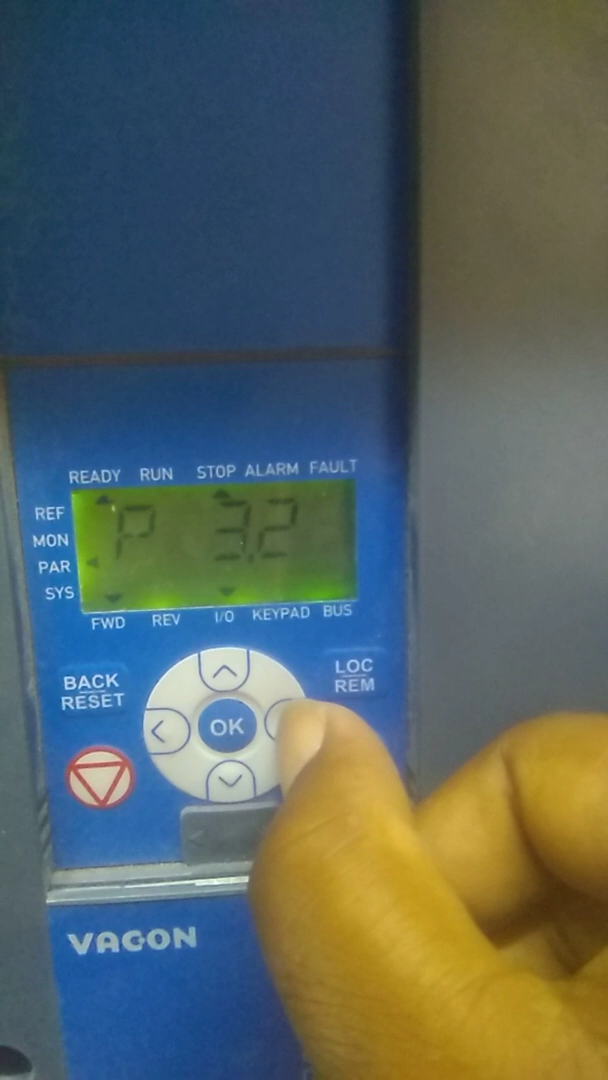 READY RUN STOP ALARM FAULT
REF
MON
PAR
SYS
P 3.2
FWD REV I/O KEYPAD BUS
BACK
RESET
LOC
REM
OK
VACON